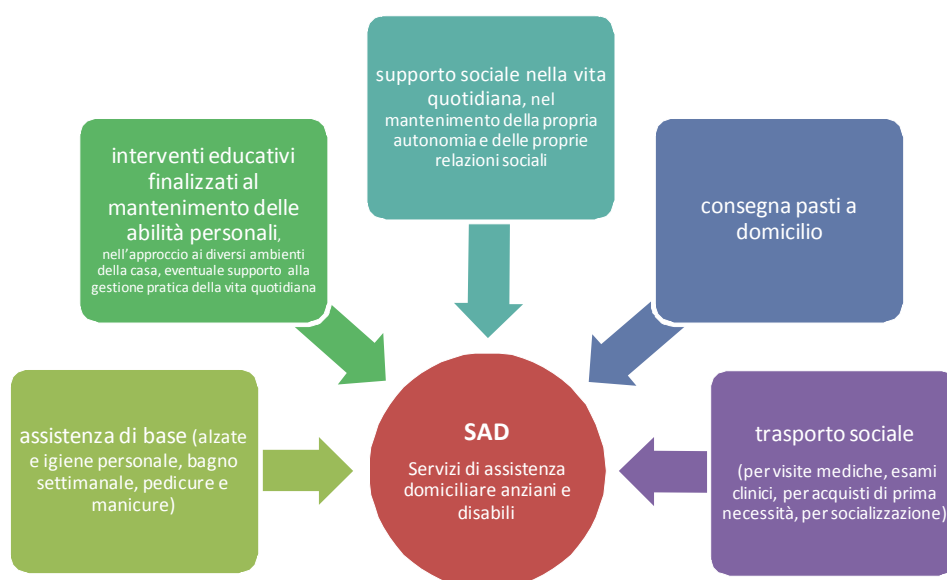 supporto sociale nella vita
quotidiana, nel
mantenimento della propria
autonomia e delle proprie
relazioni sociali
interventi educativi
finalizzati al
mantenimento delle
abilità personali,
nell'approccio ai diversi ambienti
della casa, eventuale supporto alla
gestione pratica della vita quotidiana
consegna pasti a
domicilio
assistenza di base (alzate
e igiene personale, bagno
settimanale, pedicure e
manicure)
SAD
Servizi di assistenza
domiciliare anziani e
disabili
trasporto sociale
(per visite mediche, esami
clinici, per acquisti di prima
necessità, per socializzazione)